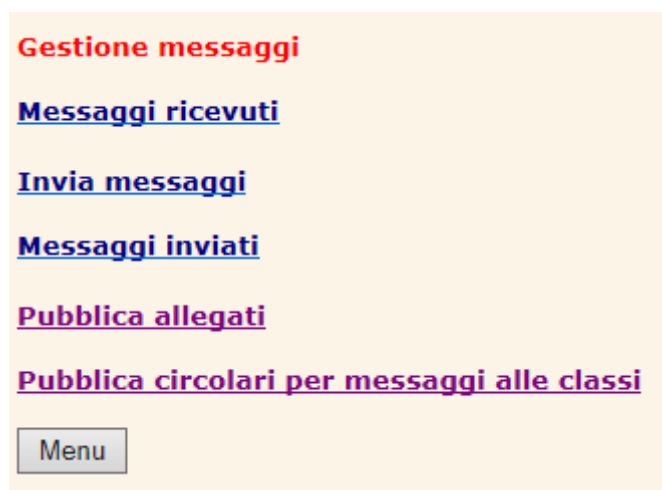 Gestione messaggi
Messaggi ricevuti
Invia messaggi
Messaggi inviati
Pubblica allegati
Pubblica circolari per messaggi alle classi
Menu